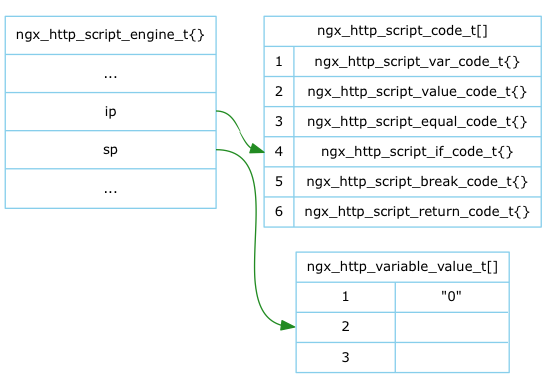 ngx_http_script_engine_t{}
...
ip
sp
...
ngx_http_script_code_t[]
1 ngx_http_script_var_code_t{}
2 ngx_http_script_value_code_t{}
3 ngx_http_script_equal_code_t{}
4 ngx_http_script_if_code_t{}
5 ngx_http_script_break_code_t{}
6 ngx_http_script_return_code_t{}
ngx_http_variable_value_t[]
1 "0"
2
3